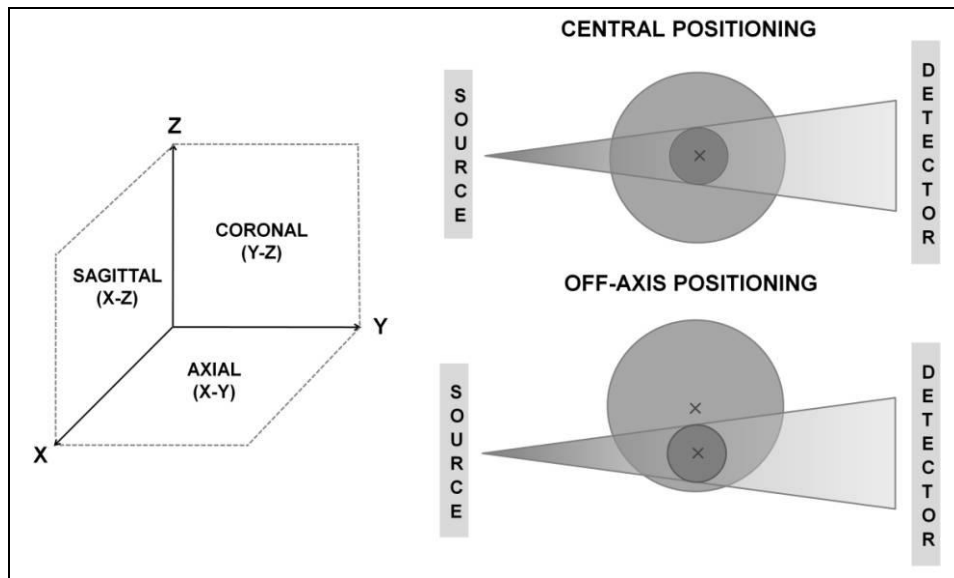 Z
CORONAL
(Y-Z)
SAGITTAL
(X-Z)
Y
AXIAL
(X-Y)
X
CENTRAL POSITIONING
SOURCE
DETECTOR
×
OFF-AXIS POSITIONING
SOURCE
DETECTOR
×
×